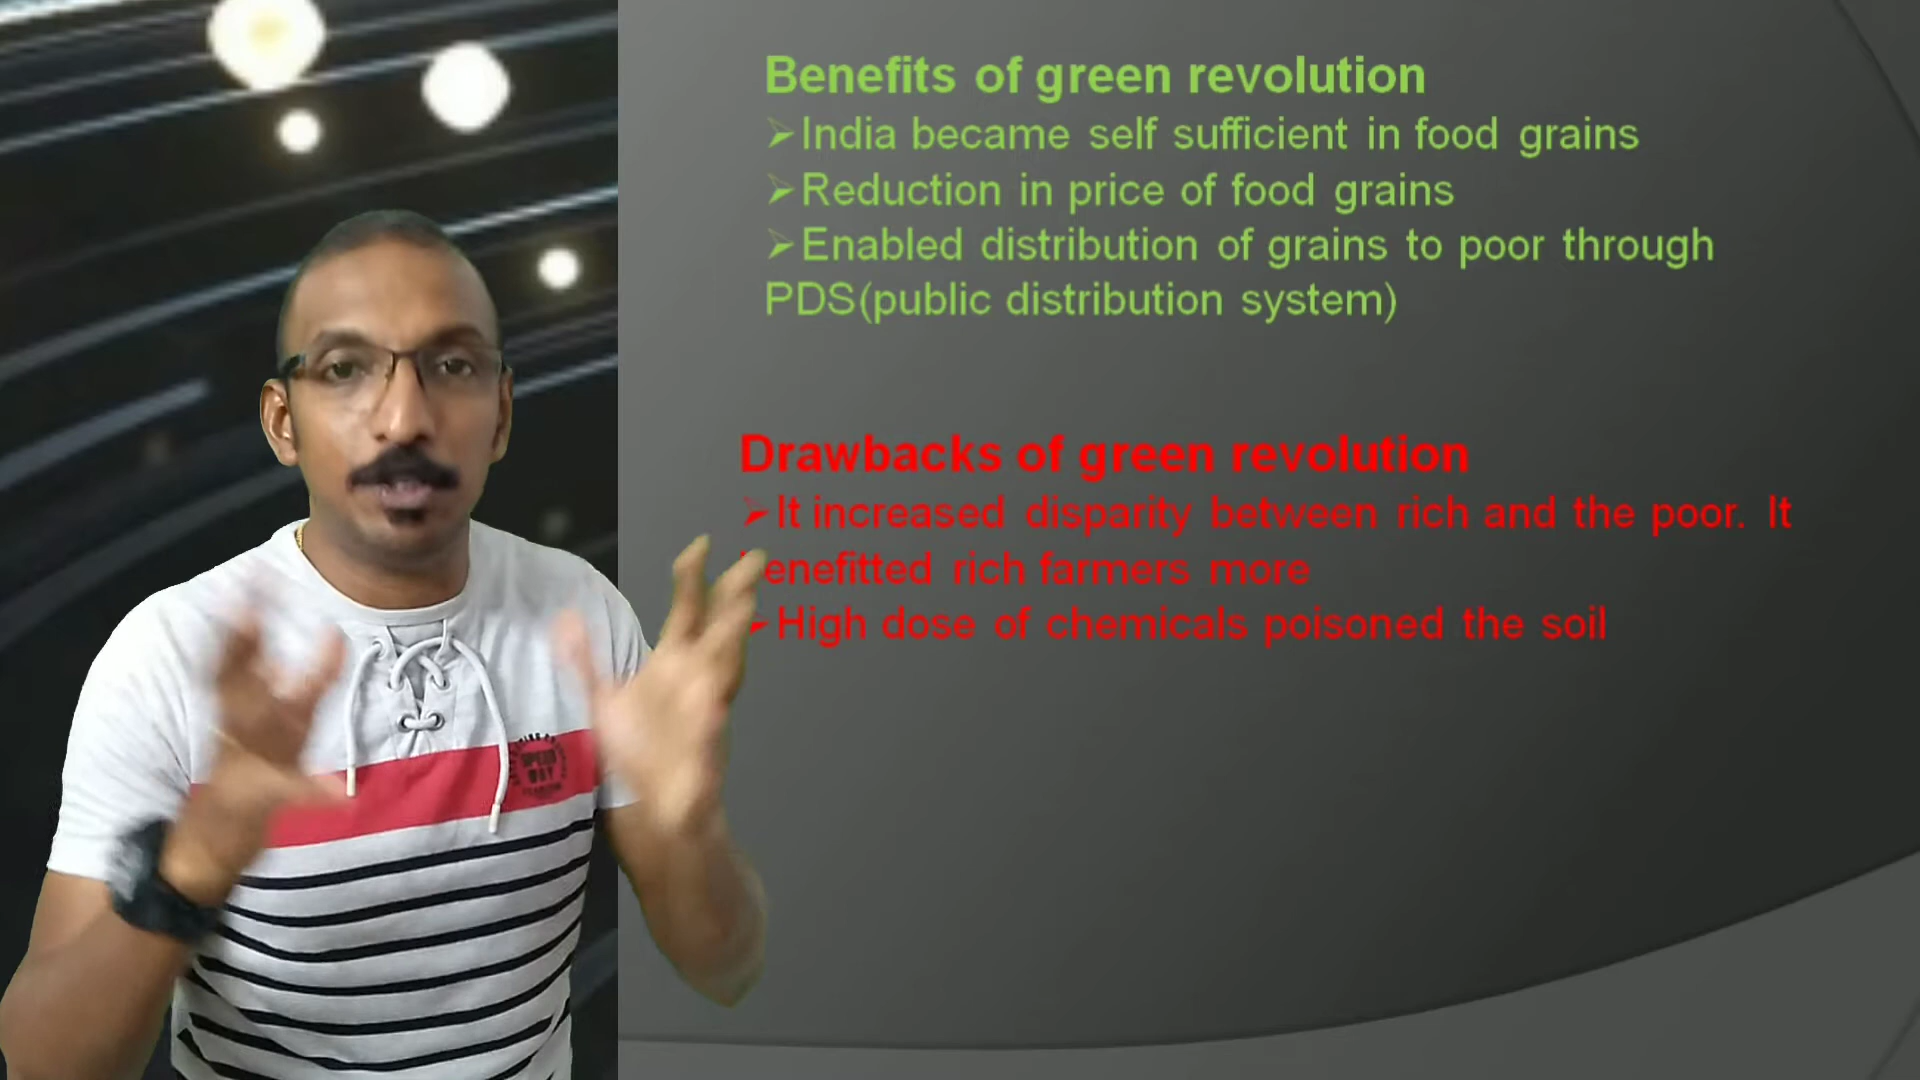 Benefits of green revolution
➢India became self sufficient in food grains
➢Reduction in price of food grains
➢Enabled distribution of grains to poor through
PDS(public distribution system)
Drawbacks of green revolution
➢It increased disparity between rich and the poor. It
benefitted rich farmers more
➢High dose of chemicals poisoned the soil